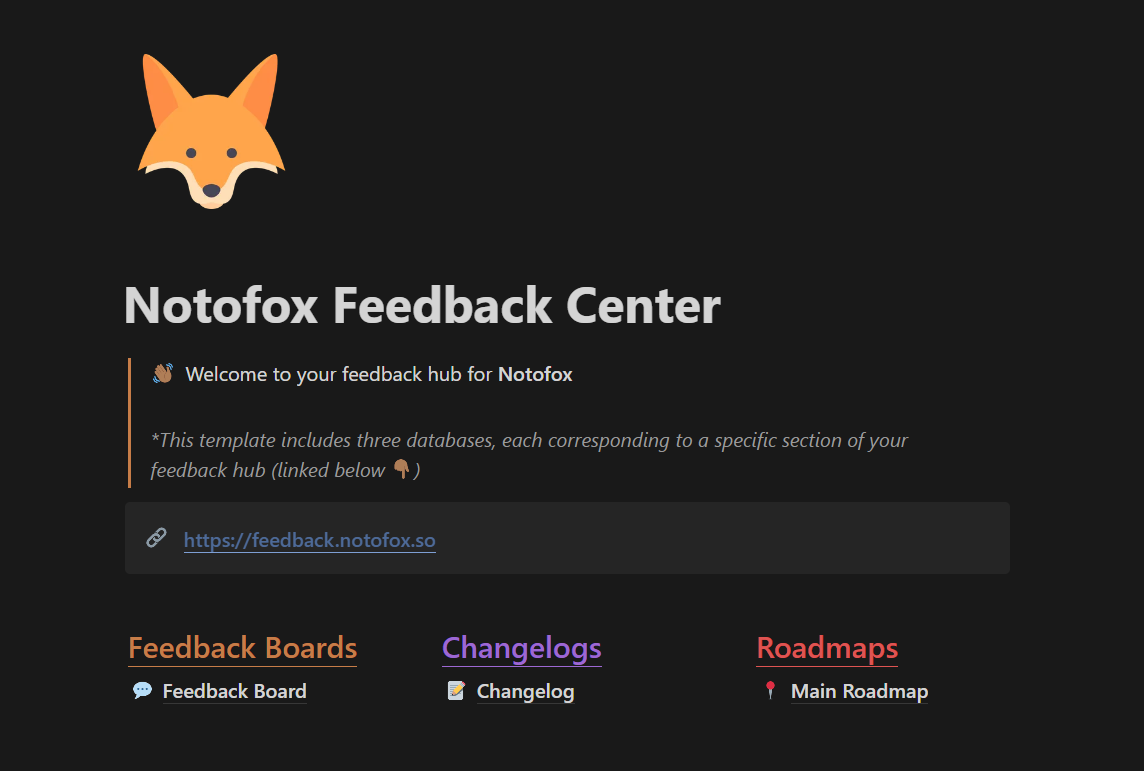 Notofox Feedback Center
👋🏾 Welcome to your feedback hub for Notofox
*This template includes three databases, each corresponding to a specific section of your
feedback hub (linked below 👇🏾)
https://feedback.notofox.so
Feedback Boards
Feedback Board
Changelogs
Changelog
Roadmaps
Main Roadmap